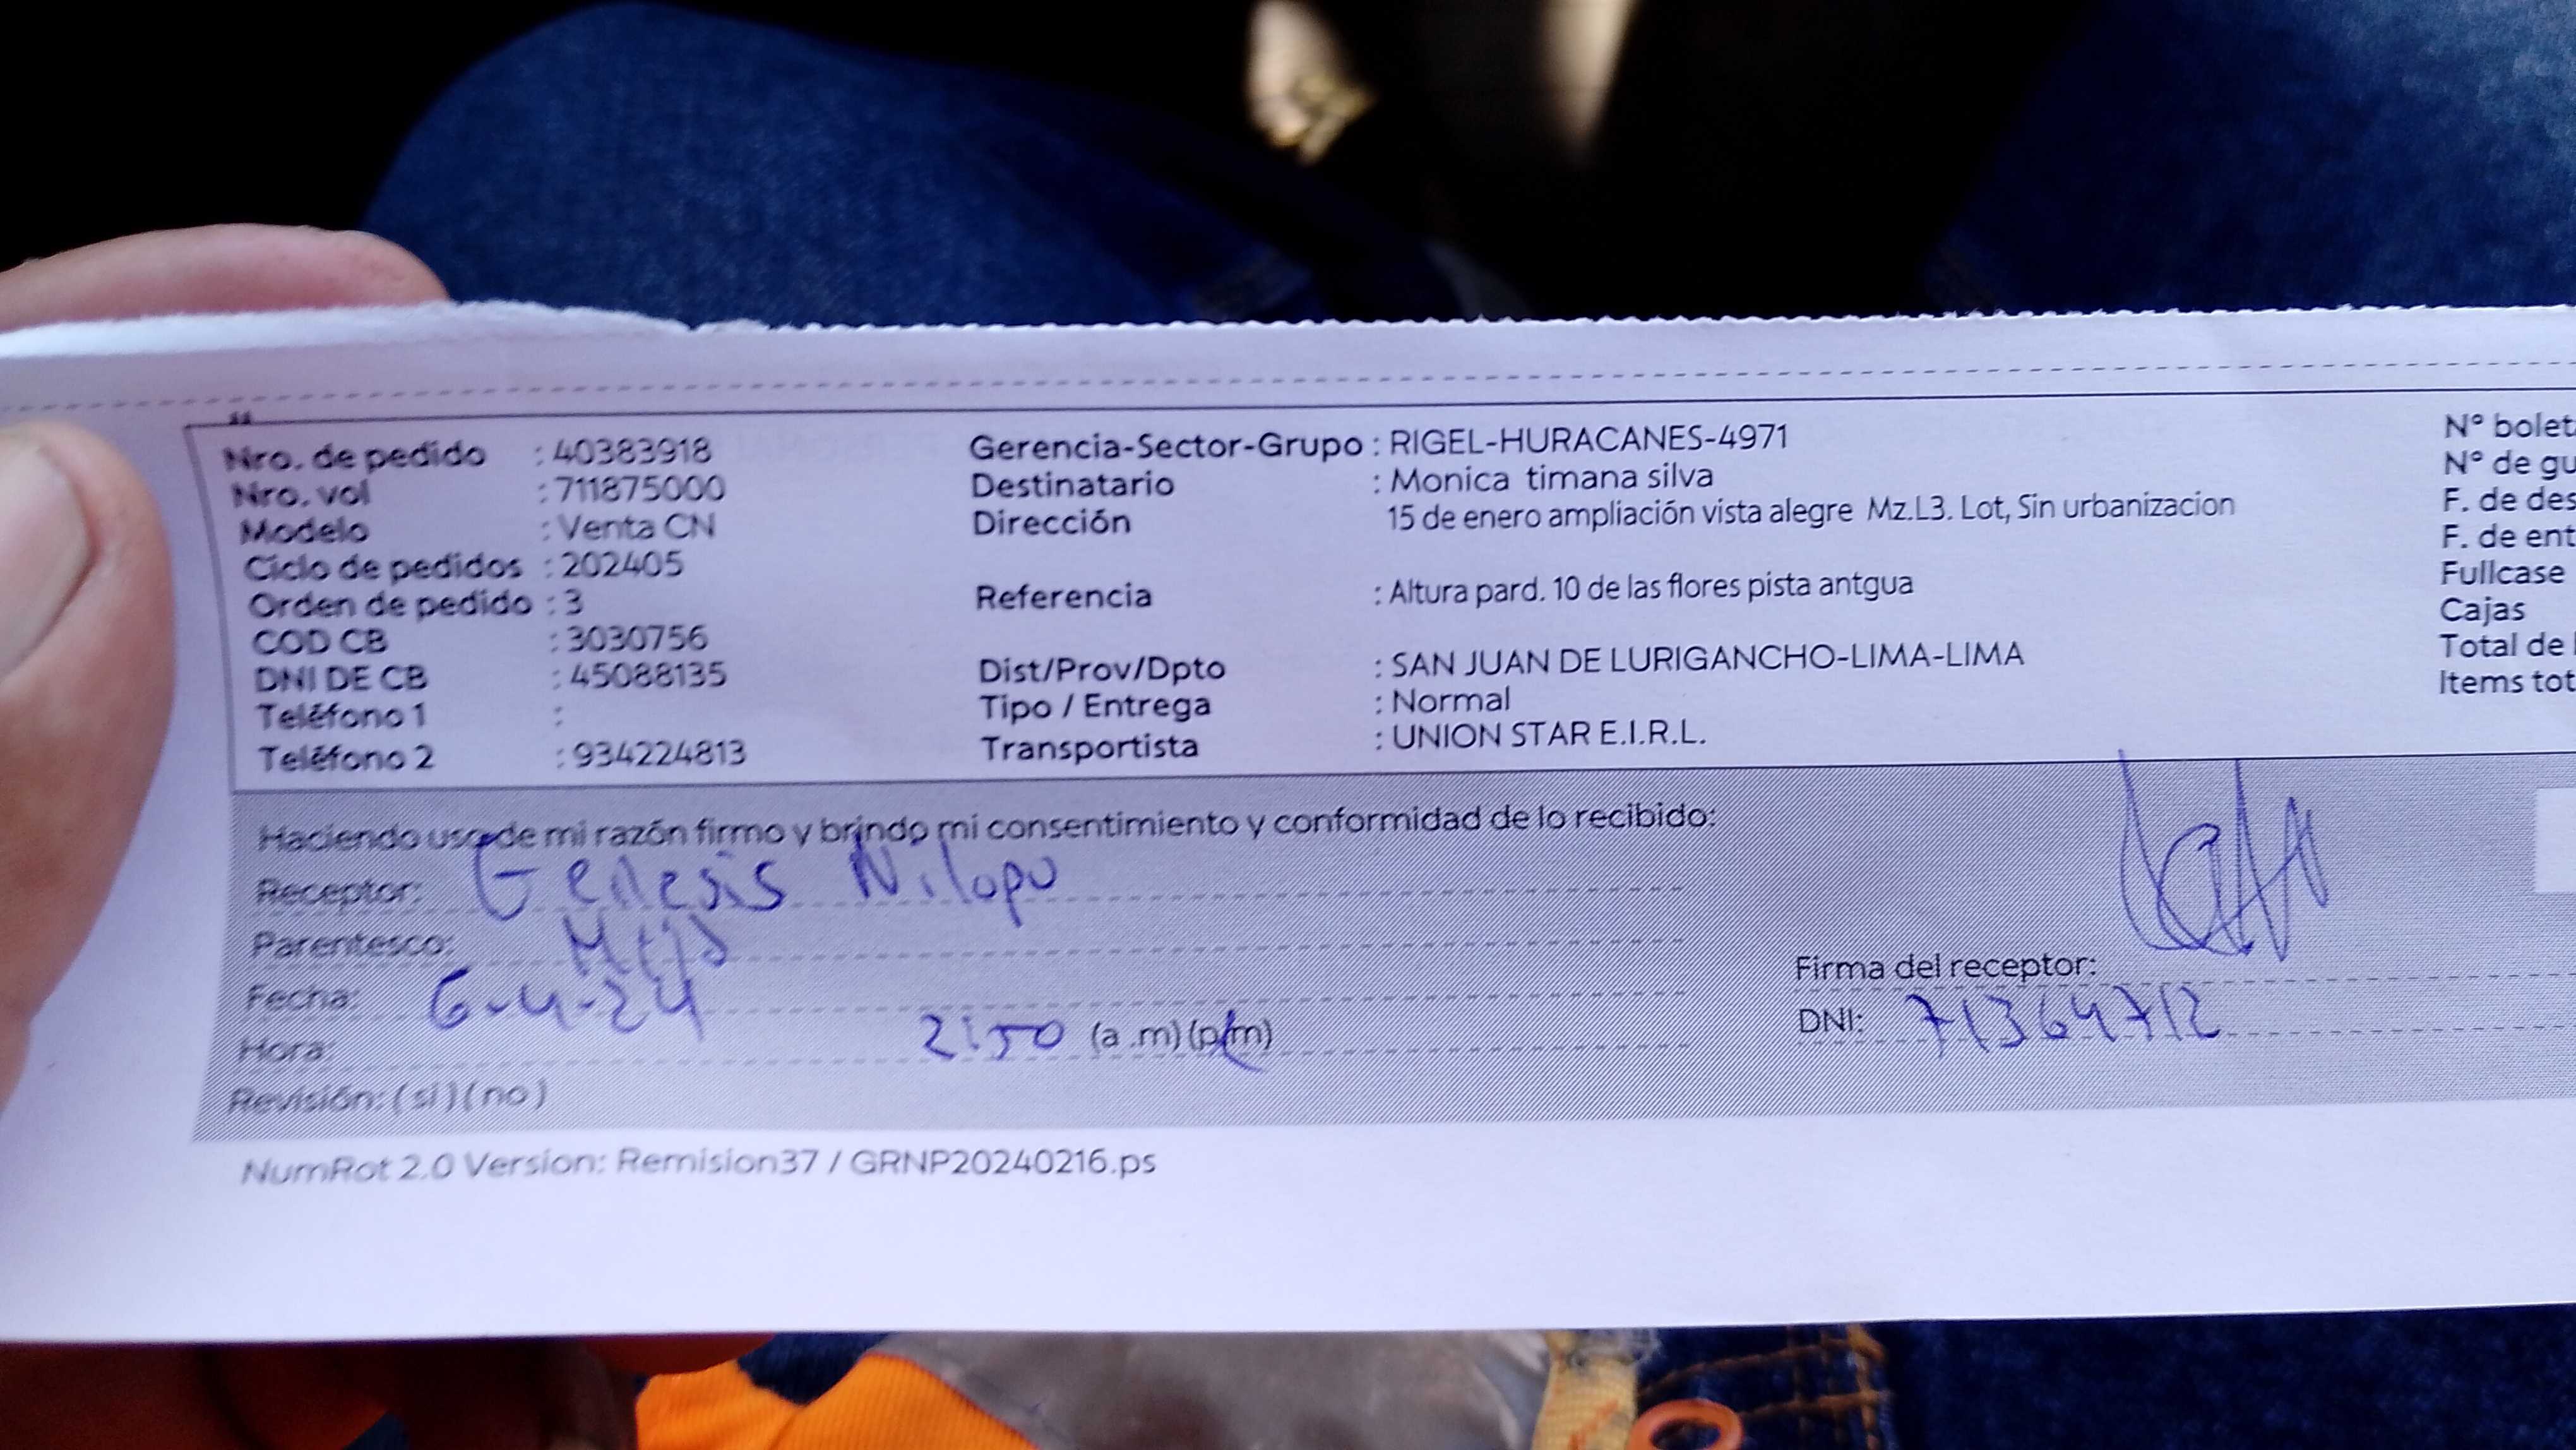 Nro. de pedido : 40383918
Nro. vol : 711875000
Modelo : Venta CN
Ciclo de pedidos : 202405
Orden de pedido : 3
COD CB : 3030756
DNI DE CB : 45088135
Teléfono 1 :
Teléfono 2 : 934224813
Gerencia-Sector-Grupo : RIGEL-HURACANES-4971
Destinatario : Monica timana silva
Dirección 15 de enero ampliación vista alegre Mz.L3. Lot, Sin urbanizacion
Referencia : Altura pard. 10 de las flores pista antgua
Dist/Prov/Dpto : SAN JUAN DE LURIGANCHO-LIMA-LIMA
Tipo / Entrega : Normal
Transportista : UNION STAR E.I.R.L.
N° bolet
N° de gu
F. de des
F. de ent
Fullcase
Cajas
Total de
Items tot
Haciendo uso de mi razón firmo y brindo mi consentimiento y conformidad de lo recibido:
Receptor: Genesis Nilopu
Parentesco:
Fecha: 6-4-24
Hora: 2:50 (a .m) (p.m)
Revisión: (si) (no)
Firma del receptor:
DNI: 71364712
NumRot 2.0 Version: Remision37 / GRNP20240216.ps